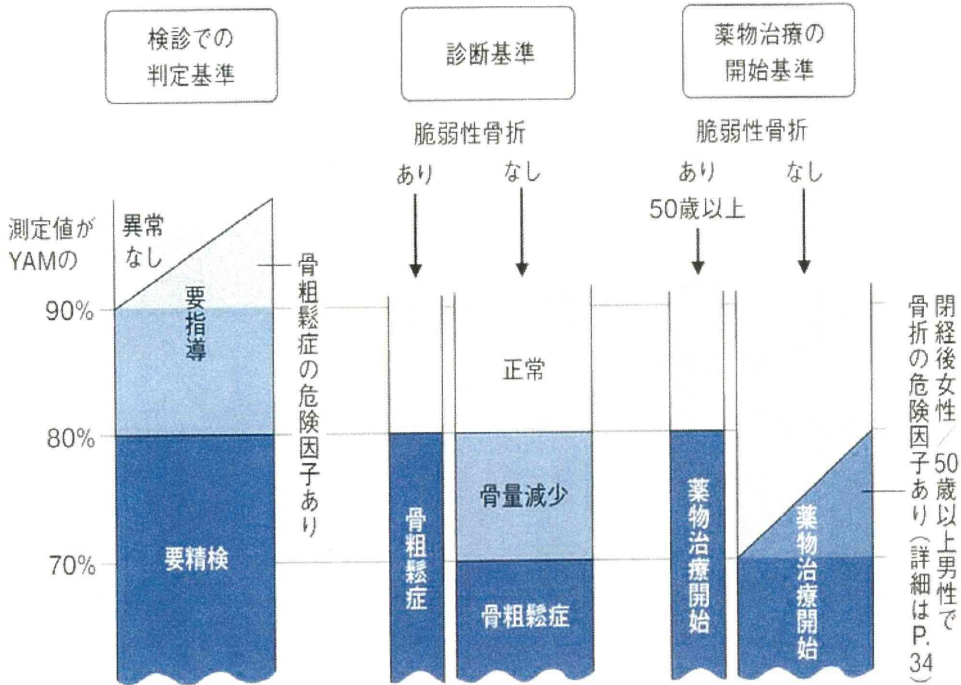 検診での
判定基準
診断基準
薬物治療の
開始基準
脆弱性骨折
あり
なし
脆弱性骨折
あり
50歳以上
なし
測定値が
YAMの
90%
80%
70%
異常
なし
要指導
要精検
骨粗鬆症の危険因子あり
骨粗鬆症
正常
骨量減少
骨粗鬆症
薬物治療開始
薬物治療開始
閉経後女性/50歳以上男性で
骨折の危険因子あり(詳細はP.34)